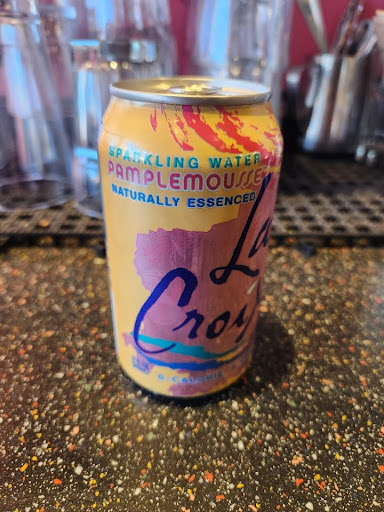 SPARKLING WATER
PAMPLEMOUSSE
NATURALLY ESSENCED
La
Croix